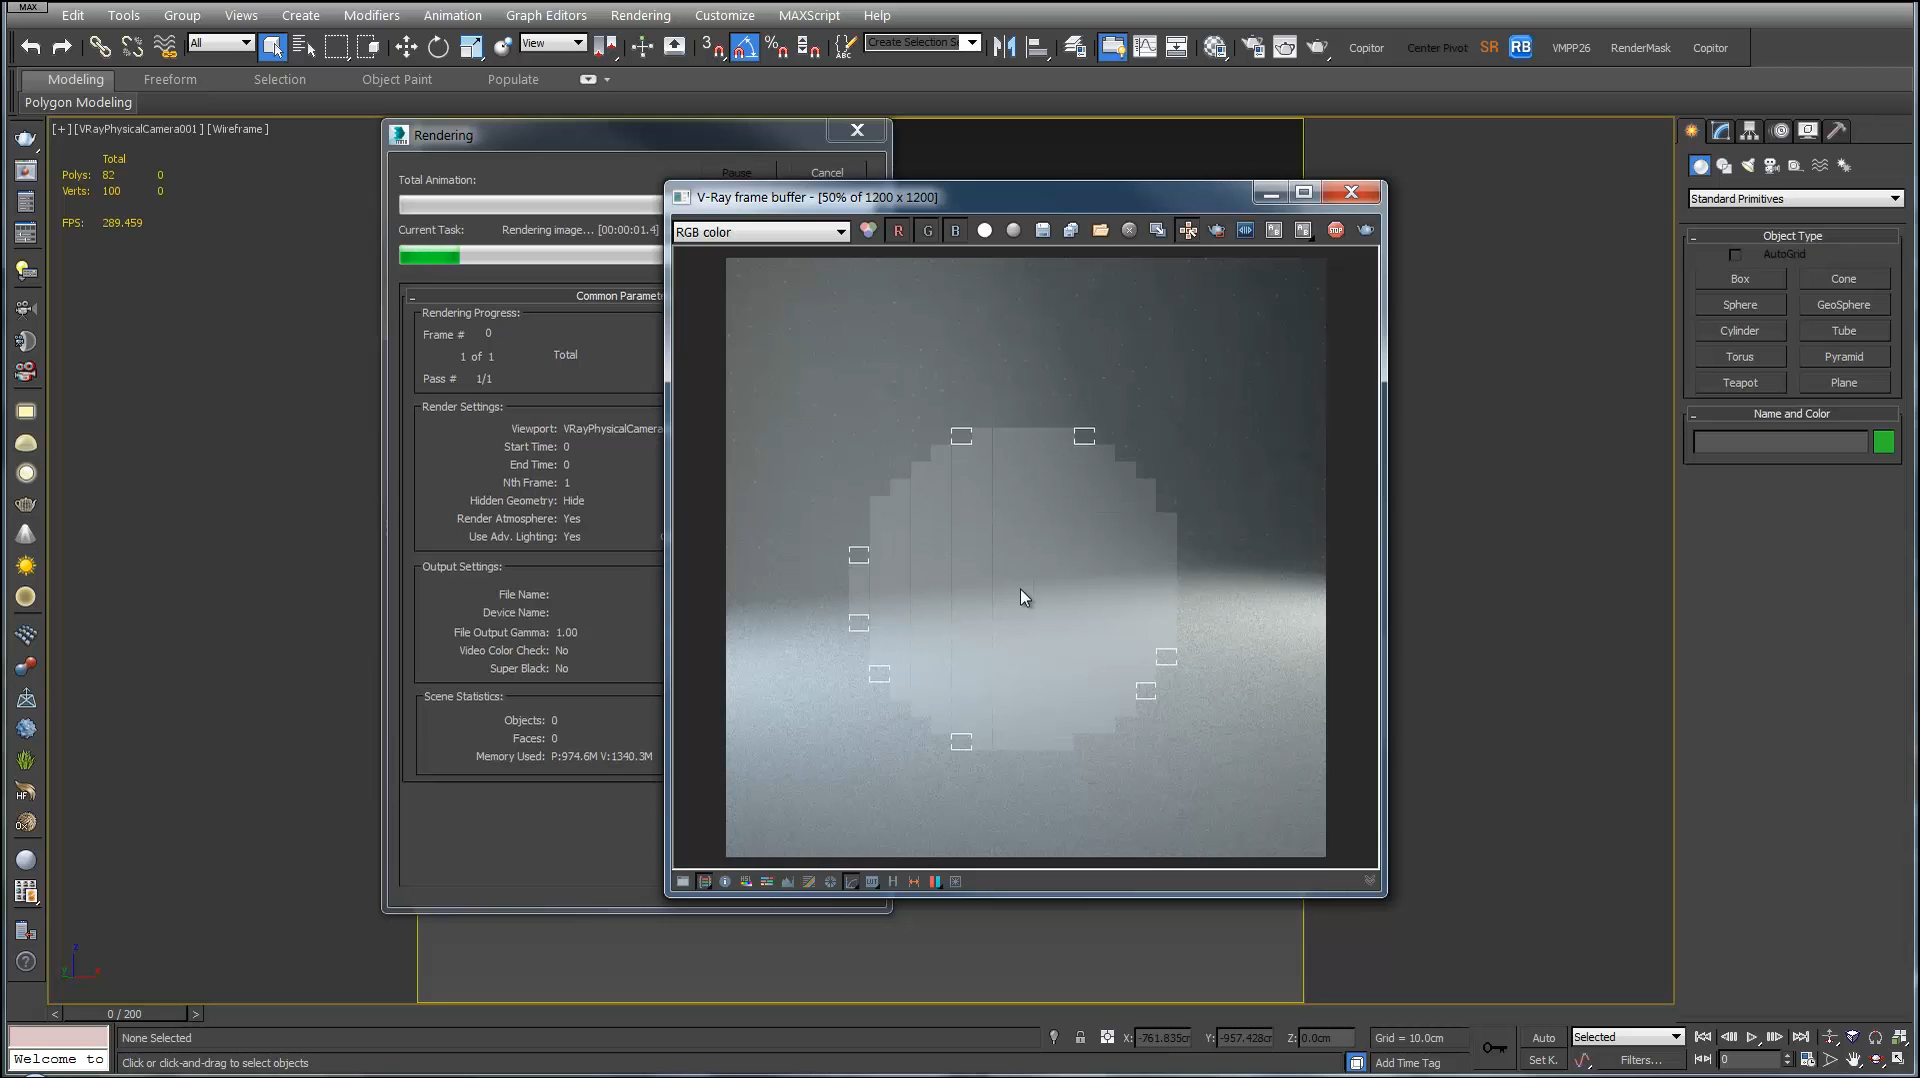 MAX
Edit Tools Group Views Create Modifiers Animation Graph Editors Rendering Customize MAXScript Help
All View 3 % ABC Create Selection Se Copitor Center Pivot SR RB VMPP26 RenderMask Copitor
Modeling Freeform Selection Object Paint Populate
Polygon Modeling
[+] [VRayPhysicalCamera001] [Wireframe]
Total
Polys: 82 0
Verts: 100 0
FPS: 289.459
Rendering
Total Animation:
Pause Cancel
Current Task: Rendering image... [00:00:01.4]
Common Paramete
Rendering Progress:
Frame # 0
1 of 1 Total
Pass # 1/1
Render Settings:
Viewport: VRayPhysicalCamera
Start Time: 0
End Time: 0
Nth Frame: 1
Hidden Geometry: Hide
Render Atmosphere: Yes
Use Adv. Lighting: Yes
Output Settings:
File Name:
Device Name:
File Output Gamma: 1.00
Video Color Check: No
Super Black: No
Scene Statistics:
Objects: 0
Faces: 0
Memory Used: P:974.6M V:1340.3M
V-Ray frame buffer - [50% of 1200 x 1200]
RGB color R G B STOP
H
Standard Primitives
Object Type
AutoGrid
Box Cone
Sphere GeoSphere
Cylinder Tube
Torus Pyramid
Teapot Plane
Name and Color
HF
z
y x
< 0 / 200 >
None Selected X: -761.835cm Y: -957.428cm Z: 0.0cm Grid = 10.0cm Auto Selected
Welcome to Click or click-and-drag to select objects Add Time Tag Set K. Filters... 0